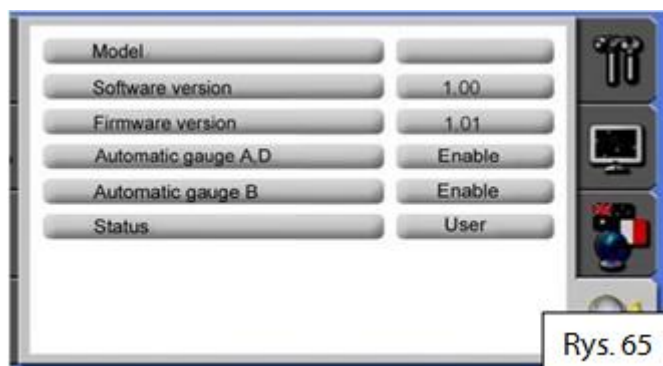 Model
Software version 1.00
Firmware version 1.01
Automatic gauge A,D Enable
Automatic gauge B Enable
Status User
Rys. 65